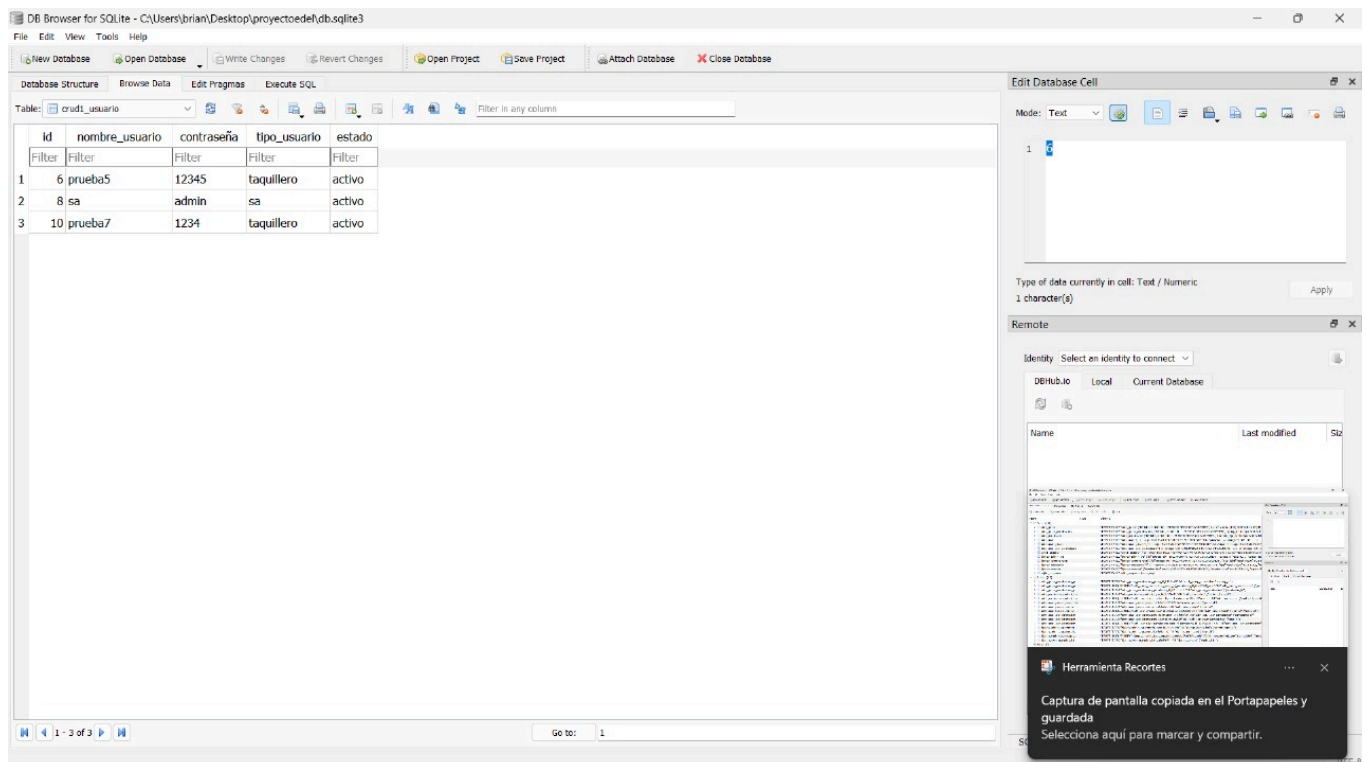 DB Browser for SQLite - C:\Users\brian\Desktop\proyectoedel\db.sqlite3
File Edit View Tools Help
New Database Open Database Write Changes Revert Changes Open Project Save Project Attach Database Close Database
Database Structure Browse Data Edit Pragmas Execute SQL
Table: crud1_usuario Filter in any column
id nombre_usuario contraseña tipo_usuario estado
Filter Filter Filter Filter Filter
1 6 prueba5 12345 taquillero activo
2 8 sa admin sa activo
3 10 prueba7 1234 taquillero activo
1 - 3 of 3 Go to: 1
Edit Database Cell
Mode: Text
1 6
Type of data currently in cell: Text / Numeric
1 character(s)
Apply
Remote
Identity Select an identity to connect
DBHub.io Local Current Database
Name Last modified Siz
Herramienta Recortes
Captura de pantalla copiada en el Portapapeles y
guardada
Selecciona aquí para marcar y compartir.